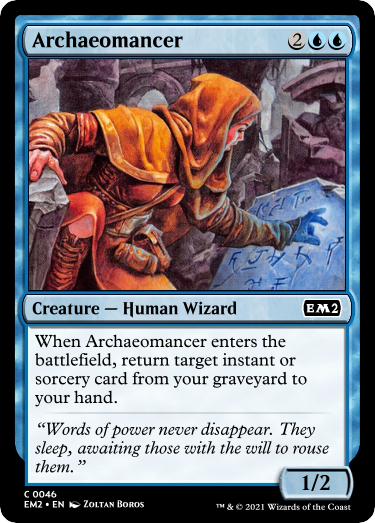 Archaeomancer 2
Creature — Human Wizard EM2
When Archaeomancer enters the
battlefield, return target instant or
sorcery card from your graveyard to
your hand.
“Words of power never disappear. They
sleep, awaiting those with the will to rouse
them.”
1/2
C 0046
EM2 • EN Zoltan Boros
™ & © 2021 Wizards of the Coast